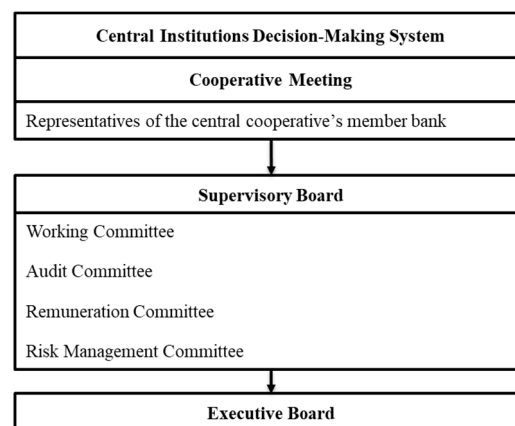 Central Institutions Decision-Making System
Cooperative Meeting
Representatives of the central cooperative’s member bank
Supervisory Board
Working Committee
Audit Committee
Remuneration Committee
Risk Management Committee
Executive Board